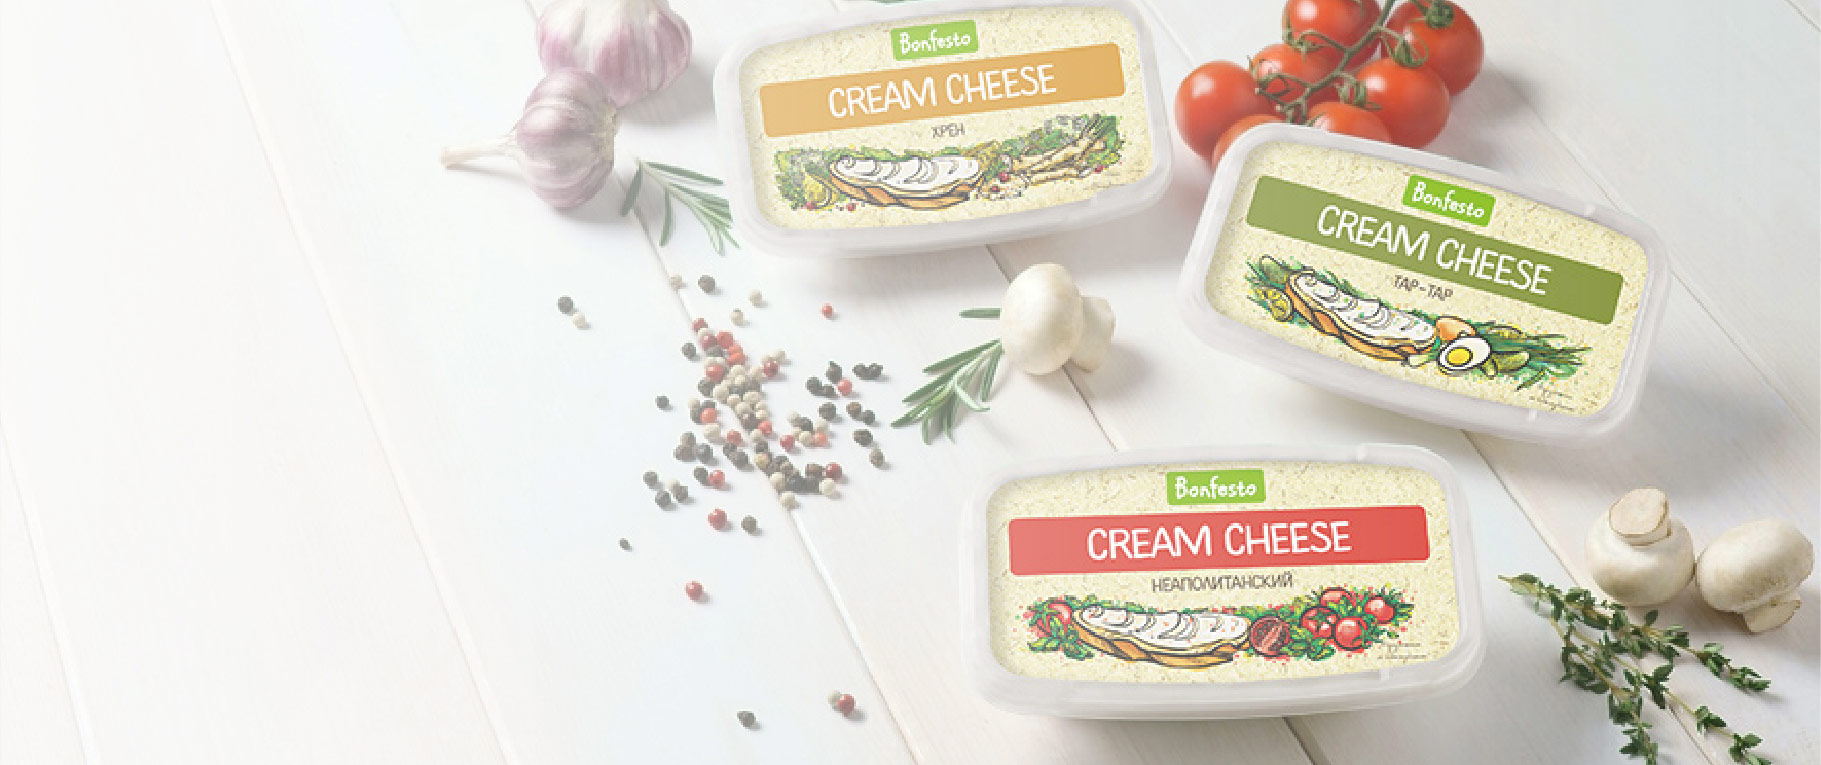 Bonfesto
CREAM CHEESE
ХРЕН
Bonfesto
CREAM CHEESE
ТАР-ТАР
Bonfesto
CREAM CHEESE
НЕАПОЛИТАНСКИЙ